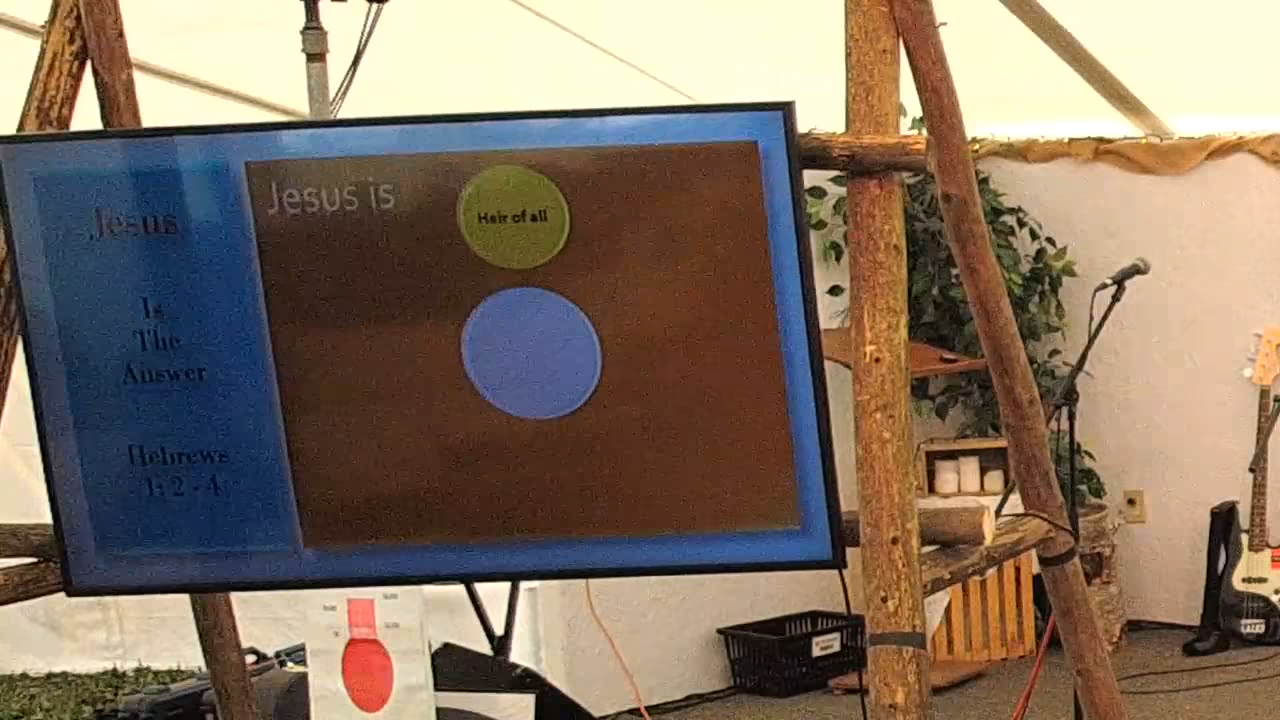 Jesus
Is
The
Answer
Hebrews
1: 2 - 4
Jesus is
Heir of all